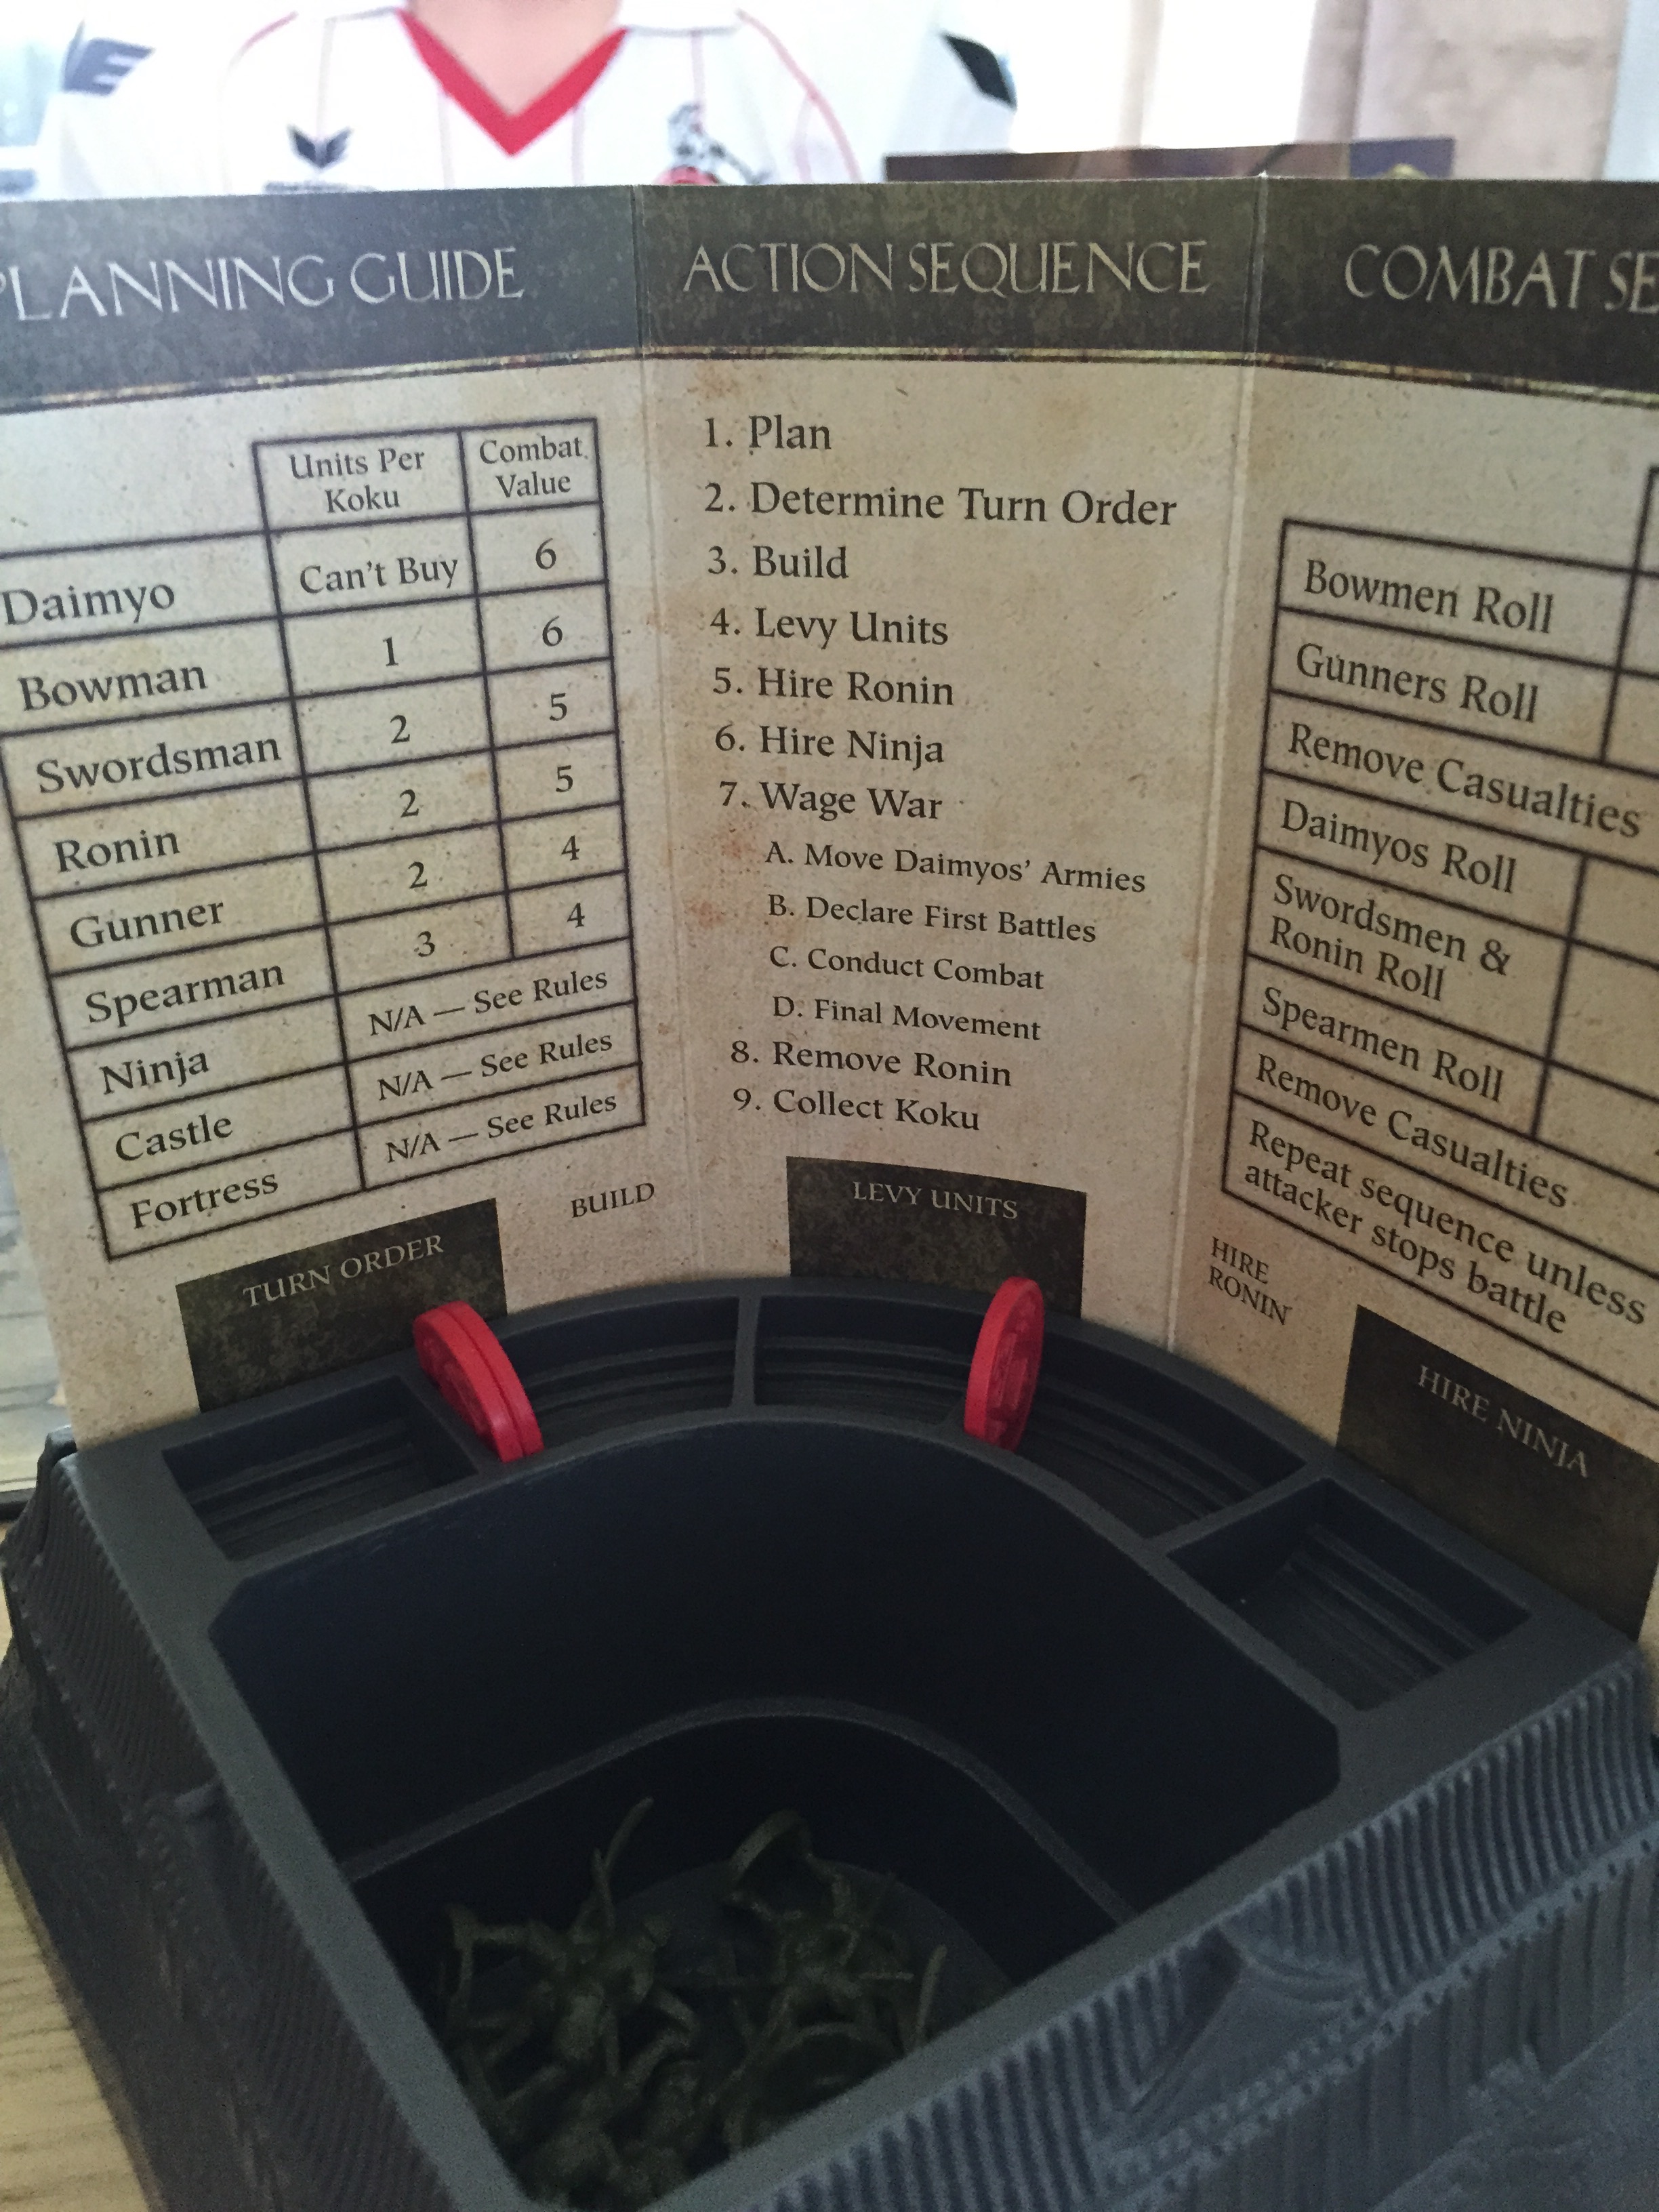 PLANNING GUIDE
Units Per Koku
Combat Value
Daimyo Can't Buy 6
Bowman 1 6
Swordsman 2 5
Ronin 2 5
Gunner 2 4
Spearman 3 4
Ninja N/A — See Rules
Castle N/A — See Rules
Fortress N/A — See Rules
ACTION SEQUENCE
1. Plan
2. Determine Turn Order
3. Build
4. Levy Units
5. Hire Ronin
6. Hire Ninja
7. Wage War
A. Move Daimyos' Armies
B. Declare First Battles
C. Conduct Combat
D. Final Movement
8. Remove Ronin
9. Collect Koku
COMBAT SE
Bowmen Roll
Gunners Roll
Remove Casualties
Daimyos Roll
Swordsmen &
Ronin Roll
Spearmen Roll
Remove Casualties
Repeat sequence unless
attacker stops battle
TURN ORDER
BUILD
LEVY UNITS
HIRE
RONIN
HIRE NINJA